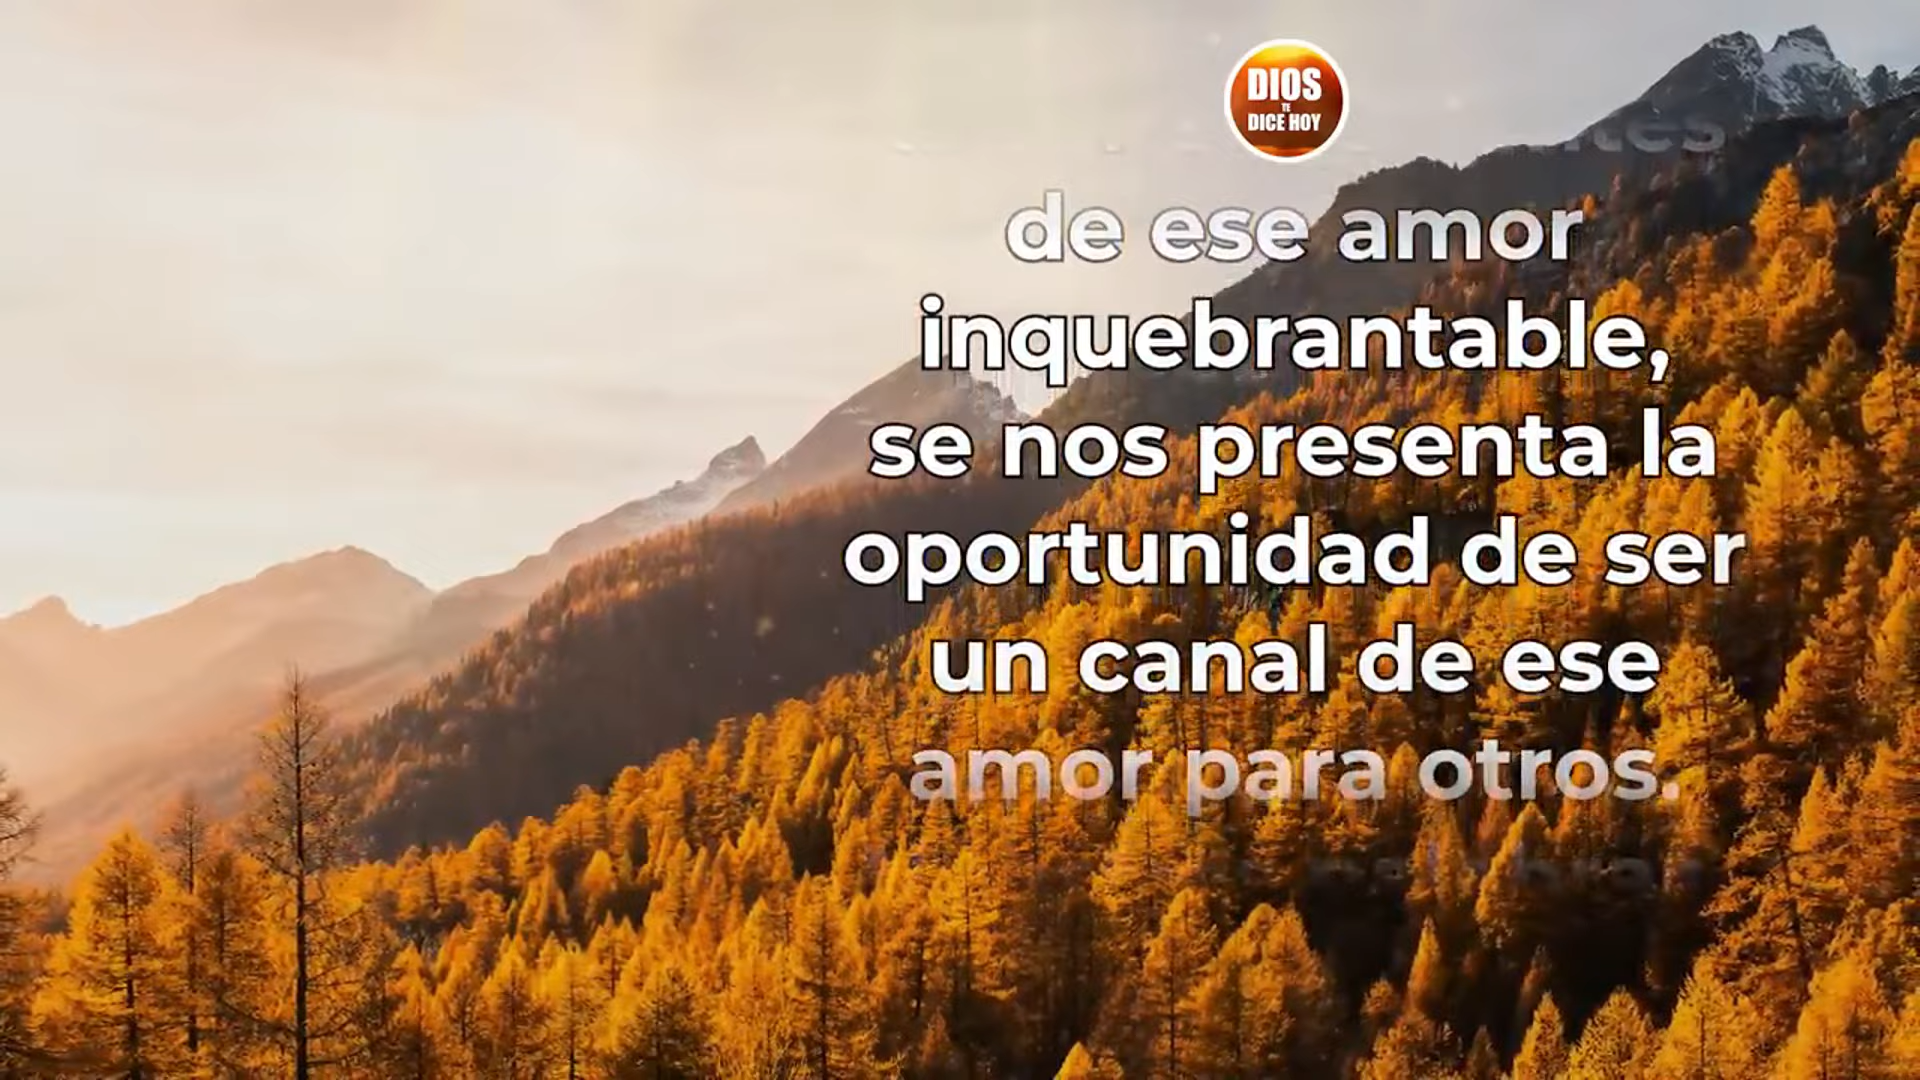 DIOS
TE
DICE HOY
de ese amor
inquebrantable,
se nos presenta la
oportunidad de ser
un canal de ese
amor para otros.